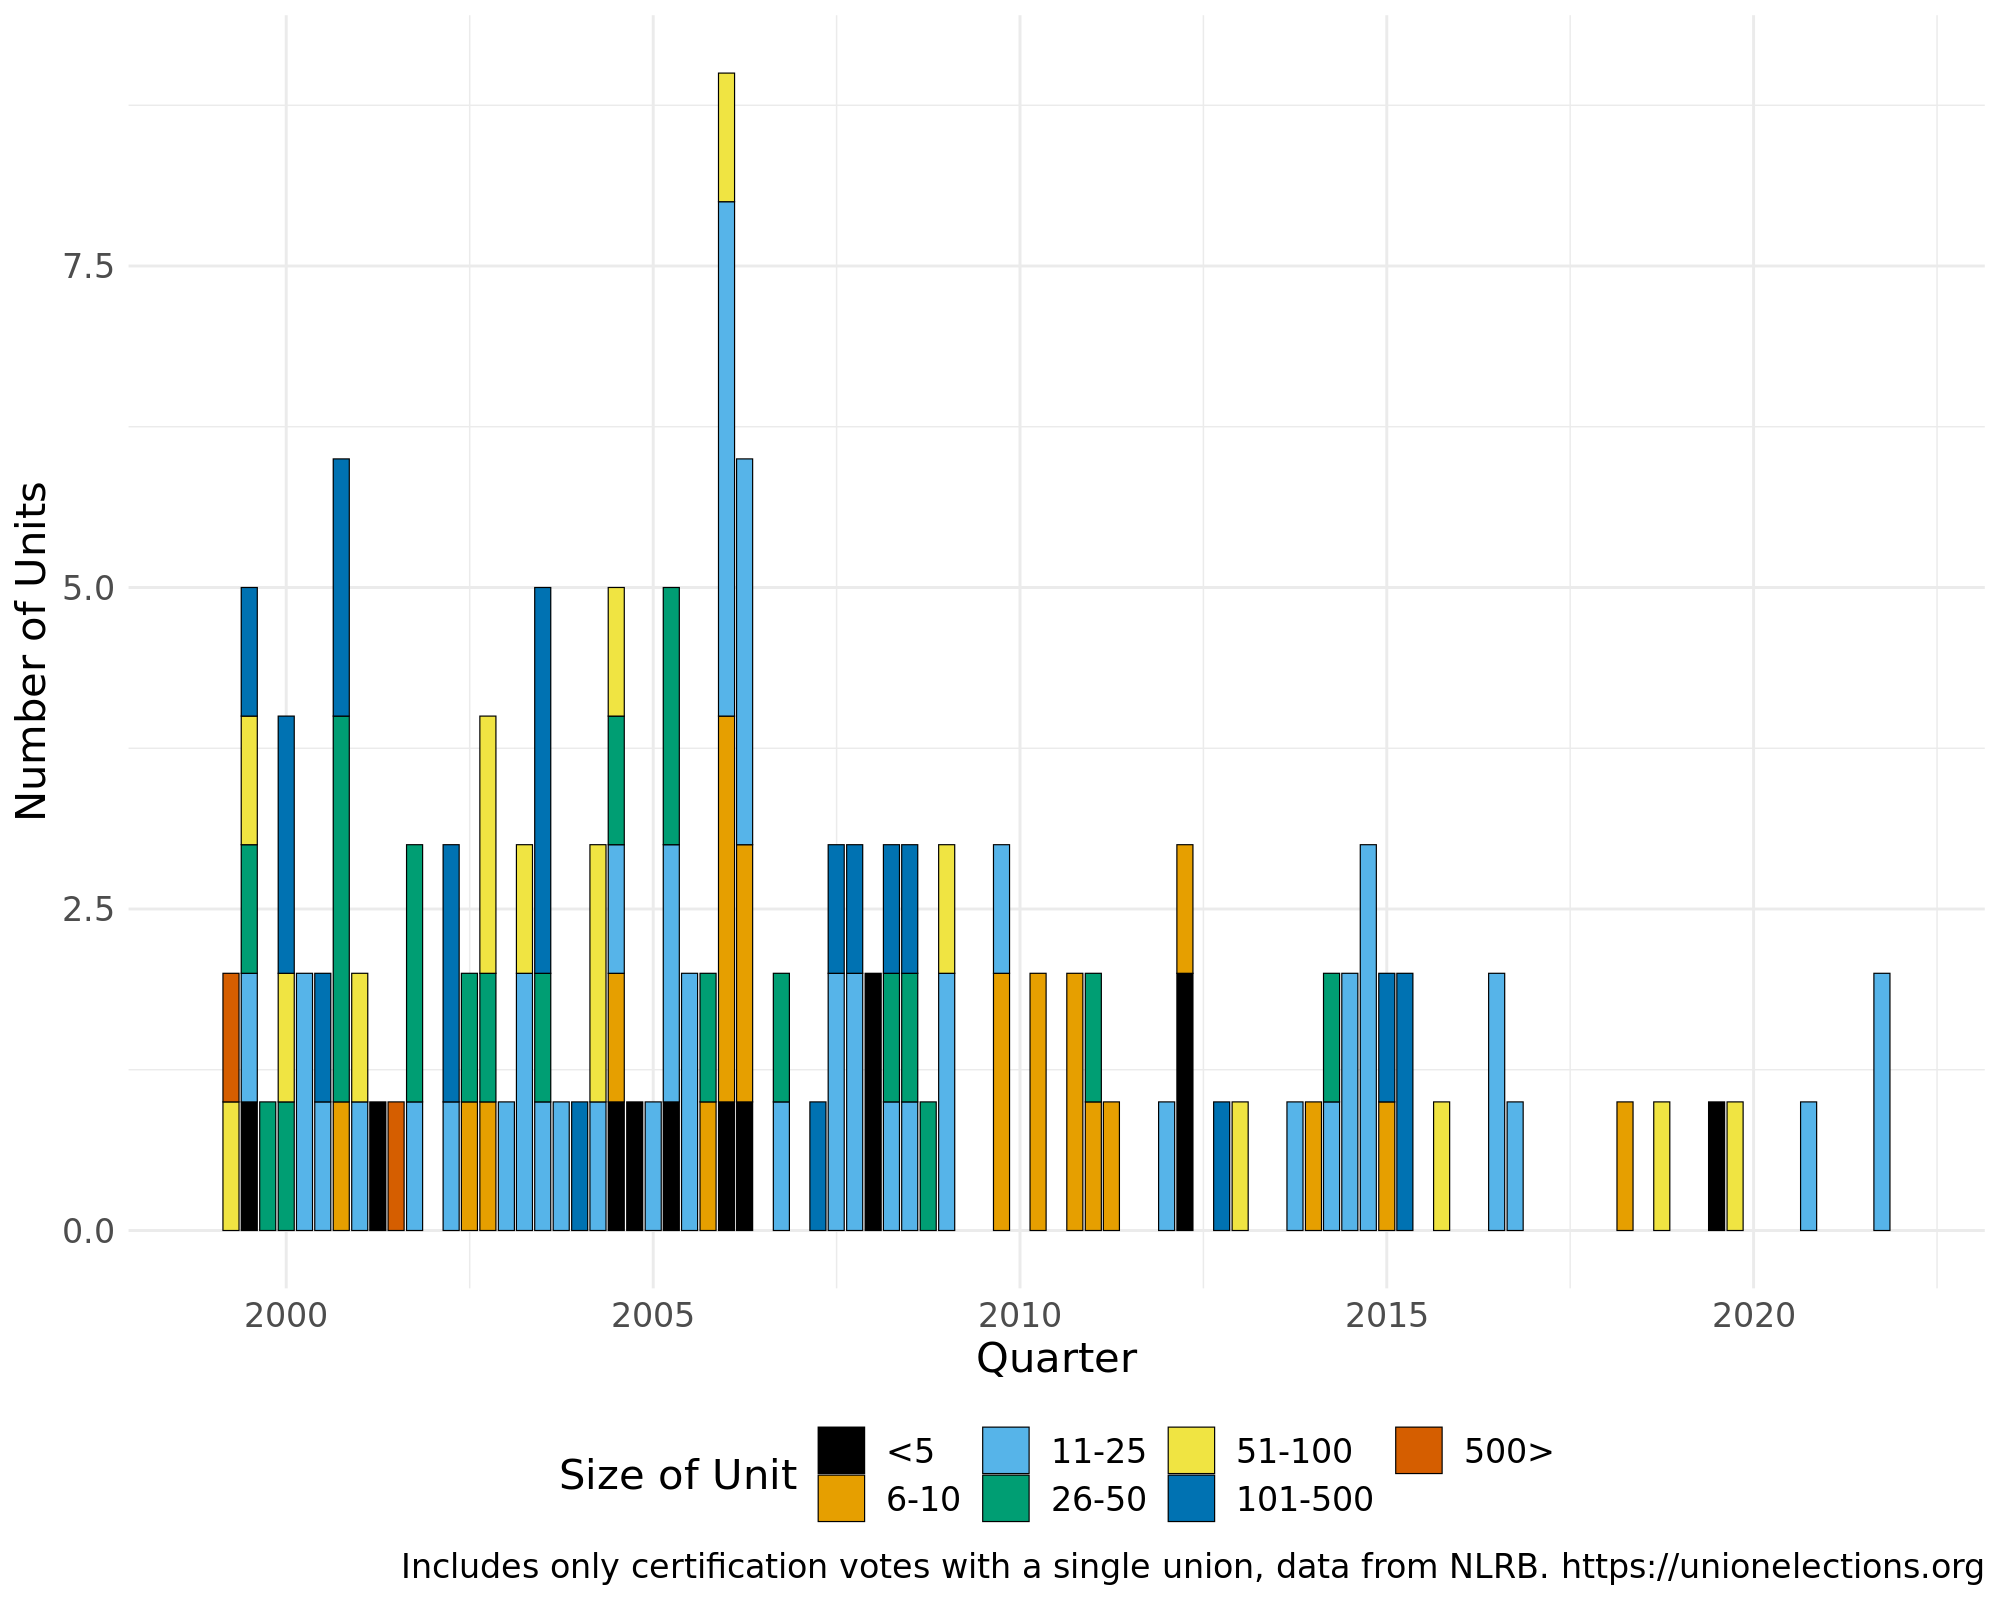 7.5
5.0
2.5
0.0
Number of Units
2000 2005 2010 2015 2020
Quarter
Size of Unit
<5 11-25 51-100 500>
6-10 26-50 101-500
Includes only certification votes with a single union, data from NLRB. https://unionelections.org